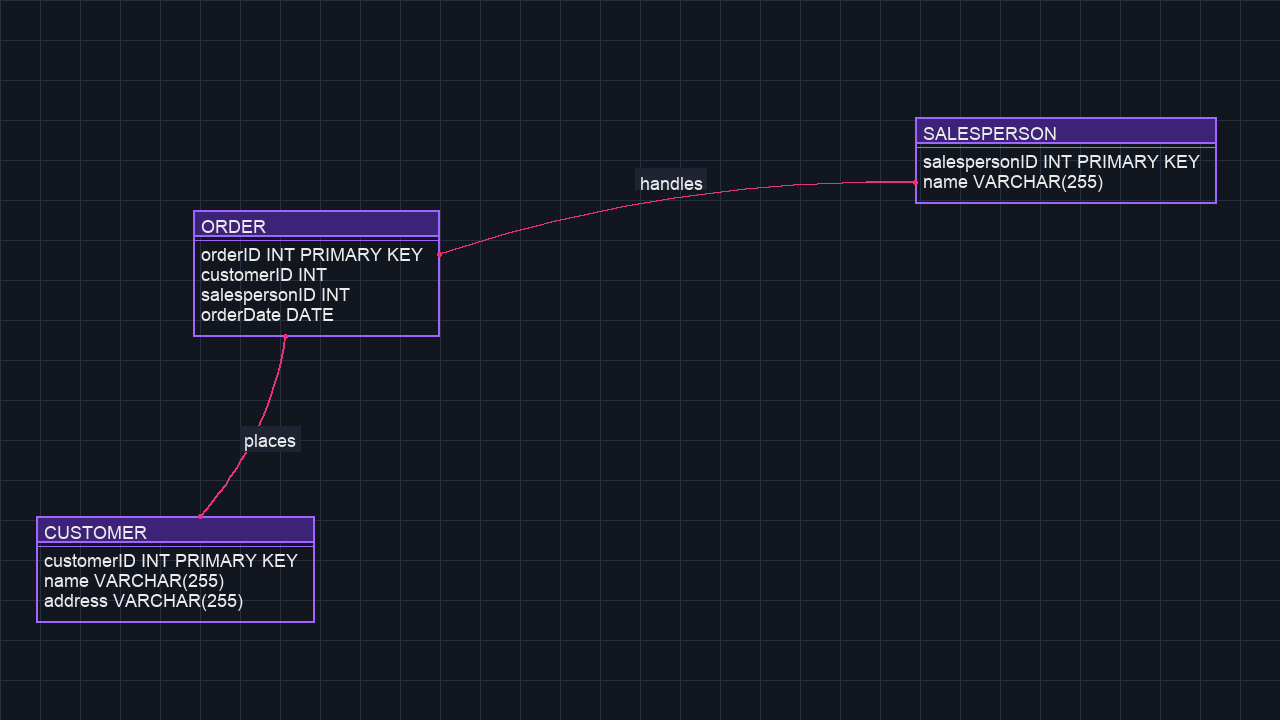 SALESPERSON
salespersonID INT PRIMARY KEY
name VARCHAR(255)
handles
ORDER
orderID INT PRIMARY KEY
customerID INT
salespersonID INT
orderDate DATE
places
CUSTOMER
customerID INT PRIMARY KEY
name VARCHAR(255)
address VARCHAR(255)